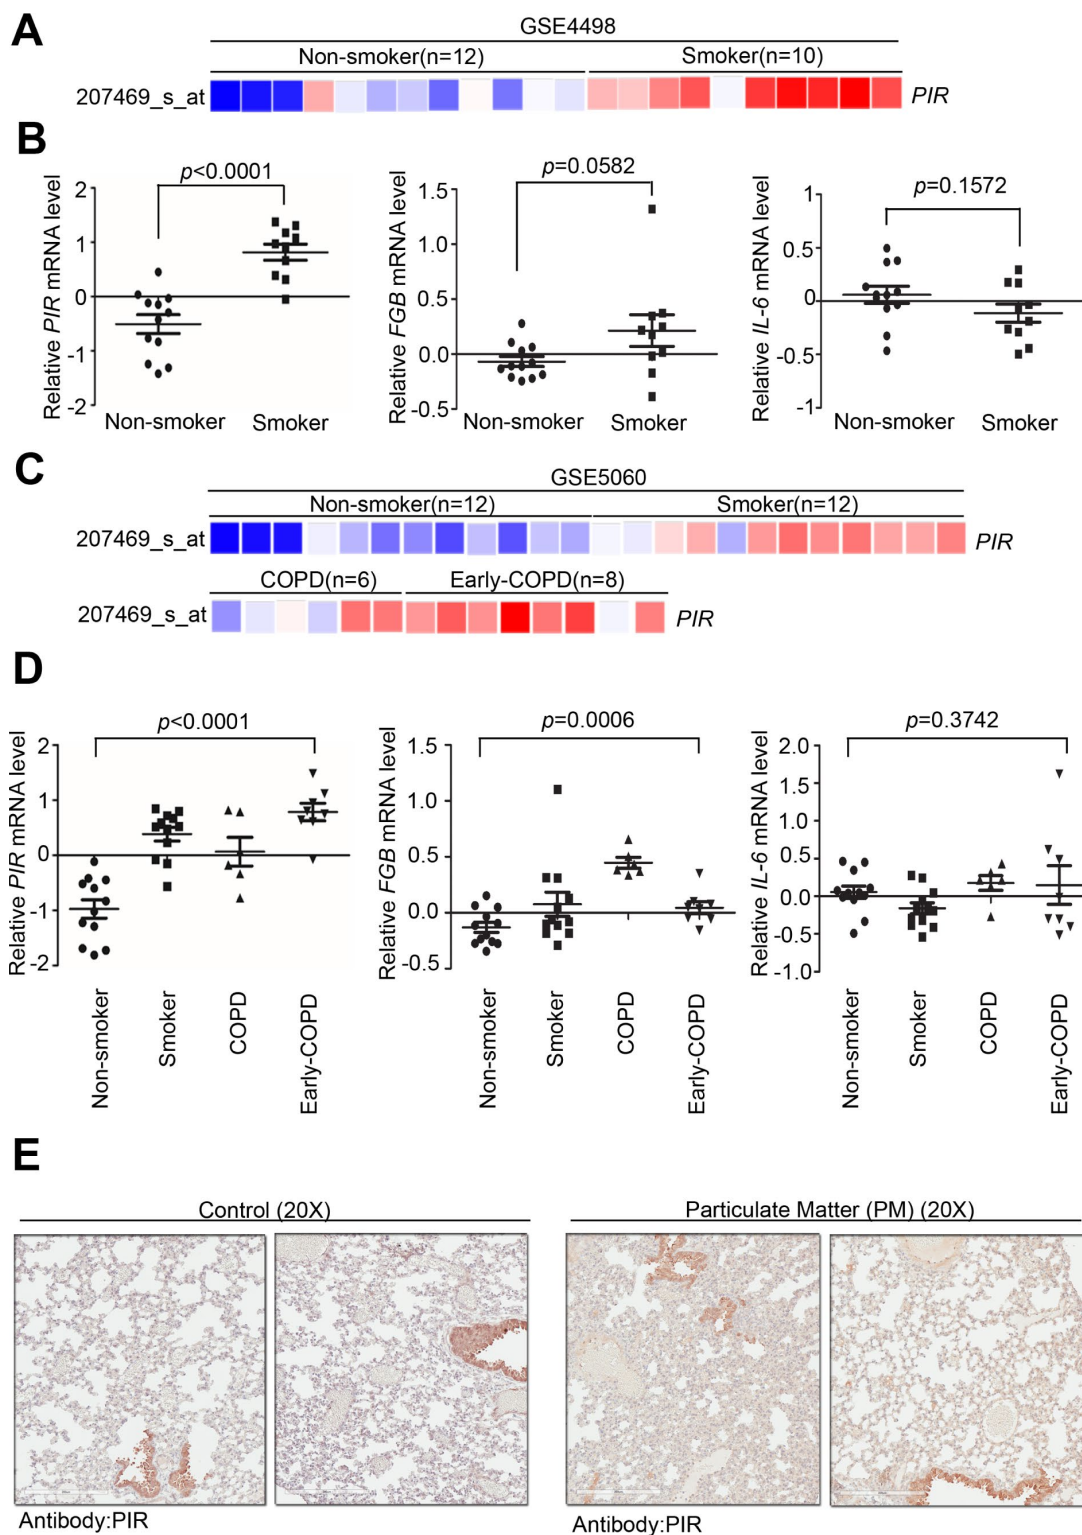 A
GSE4498
Non-smoker(n=12) Smoker(n=10)
207469_s_at PIR
B
p<0.0001
Relative PIR mRNA level
2
1
0
-1
-2
Non-smoker Smoker
p=0.0582
Relative FGB mRNA level
1.5
1.0
0.5
0.0
-0.5
Non-smoker Smoker
p=0.1572
Relative IL-6 mRNA level
1
0.5
0
-0.5
-1
Non-smoker Smoker
C
GSE5060
Non-smoker(n=12) Smoker(n=12)
207469_s_at PIR
COPD(n=6) Early-COPD(n=8)
207469_s_at PIR
D
p<0.0001
Relative PIR mRNA level
2
1
0
-1
-2
Non-smoker
Smoker
COPD
Early-COPD
p=0.0006
Relative FGB mRNA level
1.5
1.0
0.5
0.0
-0.5
Non-smoker
Smoker
COPD
Early-COPD
p=0.3742
Relative IL-6 mRNA level
2.0
1.5
1.0
0.5
0.0
-0.5
-1.0
Non-smoker
Smoker
COPD
Early-COPD
E
Control (20X) Particulate Matter (PM) (20X)
Antibody:PIR Antibody:PIR